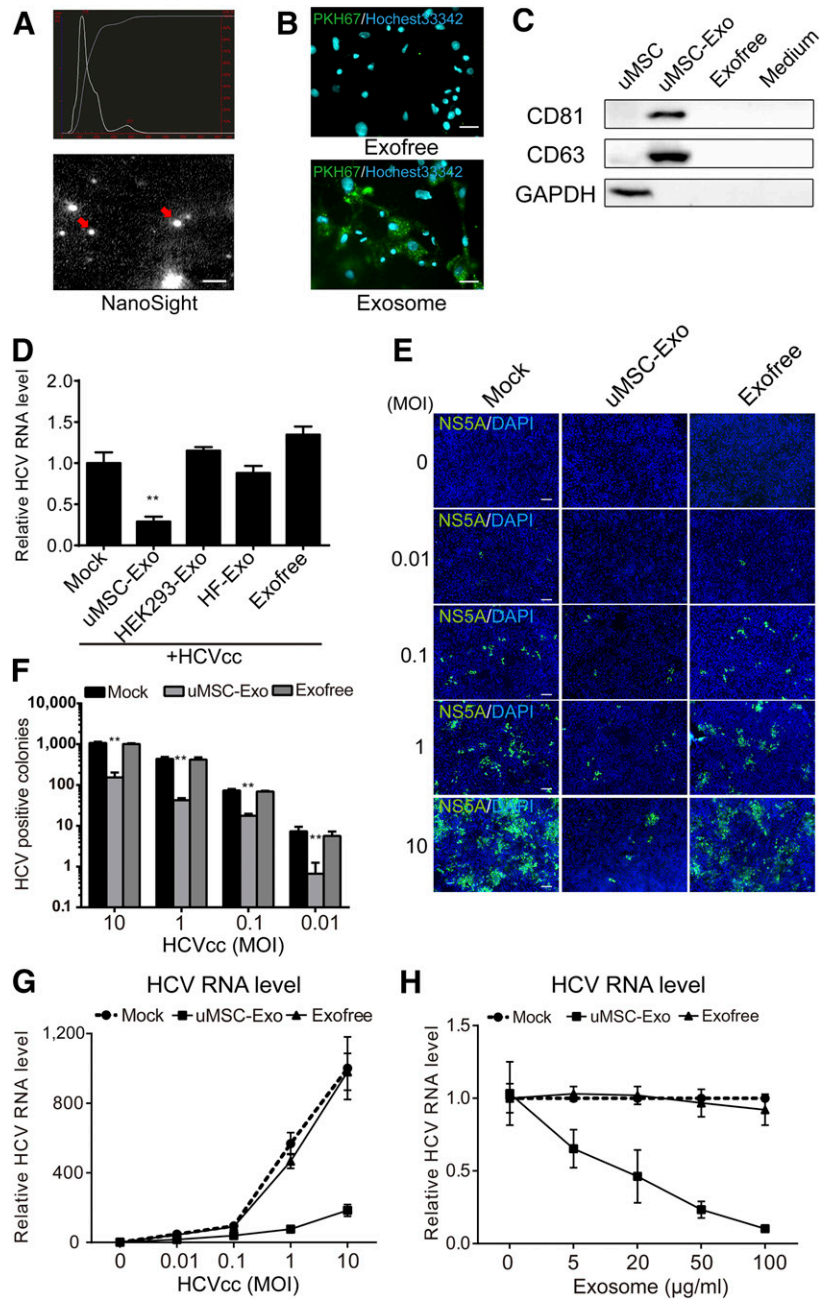 A
B
C
PKH67/Hochest33342
Exofree
PKH67/Hochest33342
Exosome
NanoSight
uMSC
uMSC-Exo
Exofree
Medium
CD81
CD63
GAPDH
D
Relative HCV RNA level
2.0
1.5
1.0
0.5
0.0
**
Mock
uMSC-Exo
HEK293-Exo
HF-Exo
Exofree
+HCVcc
E
(MOI)
Mock
uMSC-Exo
Exofree
NS5A/DAPI
0
NS5A/DAPI
0.01
NS5A/DAPI
0.1
NS5A/DAPI
1
NS5A/DAPI
10
F
Mock uMSC-Exo Exofree
HCV positive colonies
10,000
1,000
100
10
1
0.1
** ** ** **
10 1 0.1 0.01
HCVcc (MOI)
G
HCV RNA level
Mock uMSC-Exo Exofree
Relative HCV RNA level
1,200
800
400
0
0 0.01 0.1 1 10
HCVcc (MOI)
H
HCV RNA level
Mock uMSC-Exo Exofree
Relative HCV RNA level
1.5
1.0
0.5
0.0
0 5 20 50 100
Exosome (µg/ml)